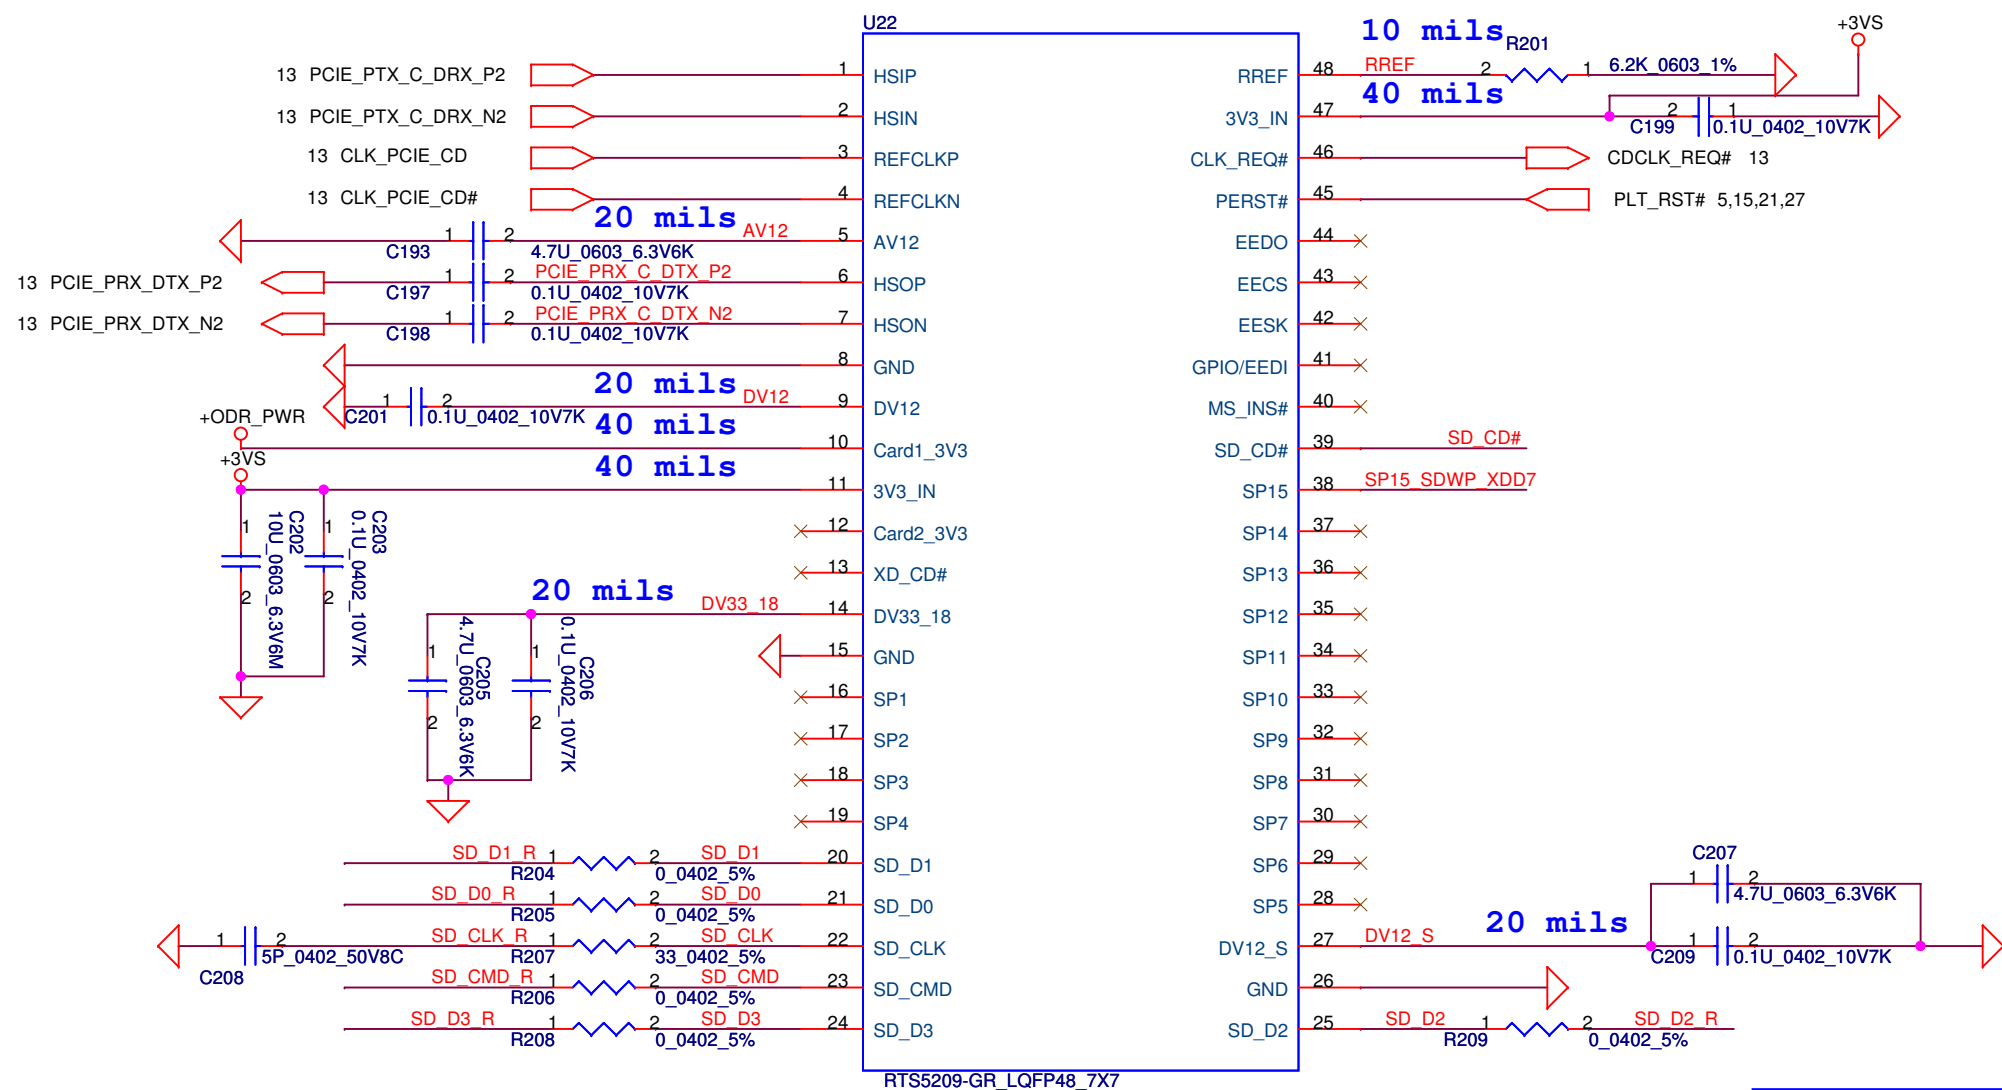 U22
10 mils
+3VS
R201
13 PCIE_PTX_C_DRX_P2 1 HSIP RREF 48 RREF 2 1 6.2K_0603_1%
40 mils
13 PCIE_PTX_C_DRX_N2 2 HSIN 3V3_IN 47 2 1
C199 0.1U_0402_10V7K
13 CLK_PCIE_CD 3 REFCLKP CLK_REQ# 46 CDCLK_REQ# 13
13 CLK_PCIE_CD# 4 REFCLKN PERST# 45 PLT_RST# 5,15,21,27
20 mils
1 2 AV12 5 AV12 EEDO 44
C193 4.7U_0603_6.3V6K
13 PCIE_PRX_DTX_P2 1 2 PCIE_PRX_C_DTX_P2 6 HSOP EECS 43
C197 0.1U_0402_10V7K
13 PCIE_PRX_DTX_N2 1 2 PCIE_PRX_C_DTX_N2 7 HSON EESK 42
C198 0.1U_0402_10V7K
8 GND GPIO/EEDI 41
20 mils
1 2 DV12 9 DV12 MS_INS# 40
C201 0.1U_0402_10V7K
+ODR_PWR
40 mils
10 Card1_3V3 SD_CD# 39 SD_CD#
+3VS
40 mils
11 3V3_IN SP15 38 SP15_SDWP_XDD7
1 2 C202 10U_0603_6.3V6M
1 2 C203 0.1U_0402_10V7K
12 Card2_3V3 SP14 37
13 XD_CD# SP13 36
20 mils
DV33_18 14 DV33_18 SP12 35
1 2 C205 4.7U_0603_6.3V6K
1 2 C206 0.1U_0402_10V7K
15 GND SP11 34
16 SP1 SP10 33
17 SP2 SP9 32
18 SP3 SP8 31
19 SP4 SP7 30
SD_D1_R 1 2 SD_D1 20 SD_D1 SP6 29
R204 0_0402_5%
C207
1 2
4.7U_0603_6.3V6K
SD_D0_R 1 2 SD_D0 21 SD_D0 SP5 28
R205 0_0402_5%
20 mils
1 2 SD_CLK_R 1 2 SD_CLK 22 SD_CLK DV12_S 27 DV12_S 1 2
C208 5P_0402_50V8C R207 33_0402_5% C209 0.1U_0402_10V7K
SD_CMD_R 1 2 SD_CMD 23 SD_CMD GND 26
R206 0_0402_5%
SD_D3_R 1 2 SD_D3 24 SD_D3 SD_D2 25 SD_D2 1 2 SD_D2_R
R208 0_0402_5% R209 0_0402_5%
RTS5209-GR_LQFP48_7X7